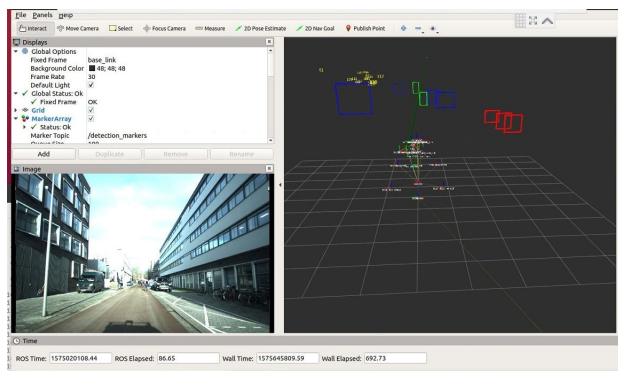 File Panels Help
Interact Move Camera Select Focus Camera Measure 2D Pose Estimate 2D Nav Goal Publish Point
Displays
Global Options
Fixed Frame base_link
Background Color 48; 48; 48
Frame Rate 30
Default Light
Global Status: Ok
Fixed Frame OK
Grid
MarkerArray
Status: Ok
Marker Topic /detection_markers
Queue Size 100
Add Duplicate Remove Rename
Image
Time
ROS Time: 1575020108.44 ROS Elapsed: 86.65 Wall Time: 1575645809.59 Wall Elapsed: 692.73